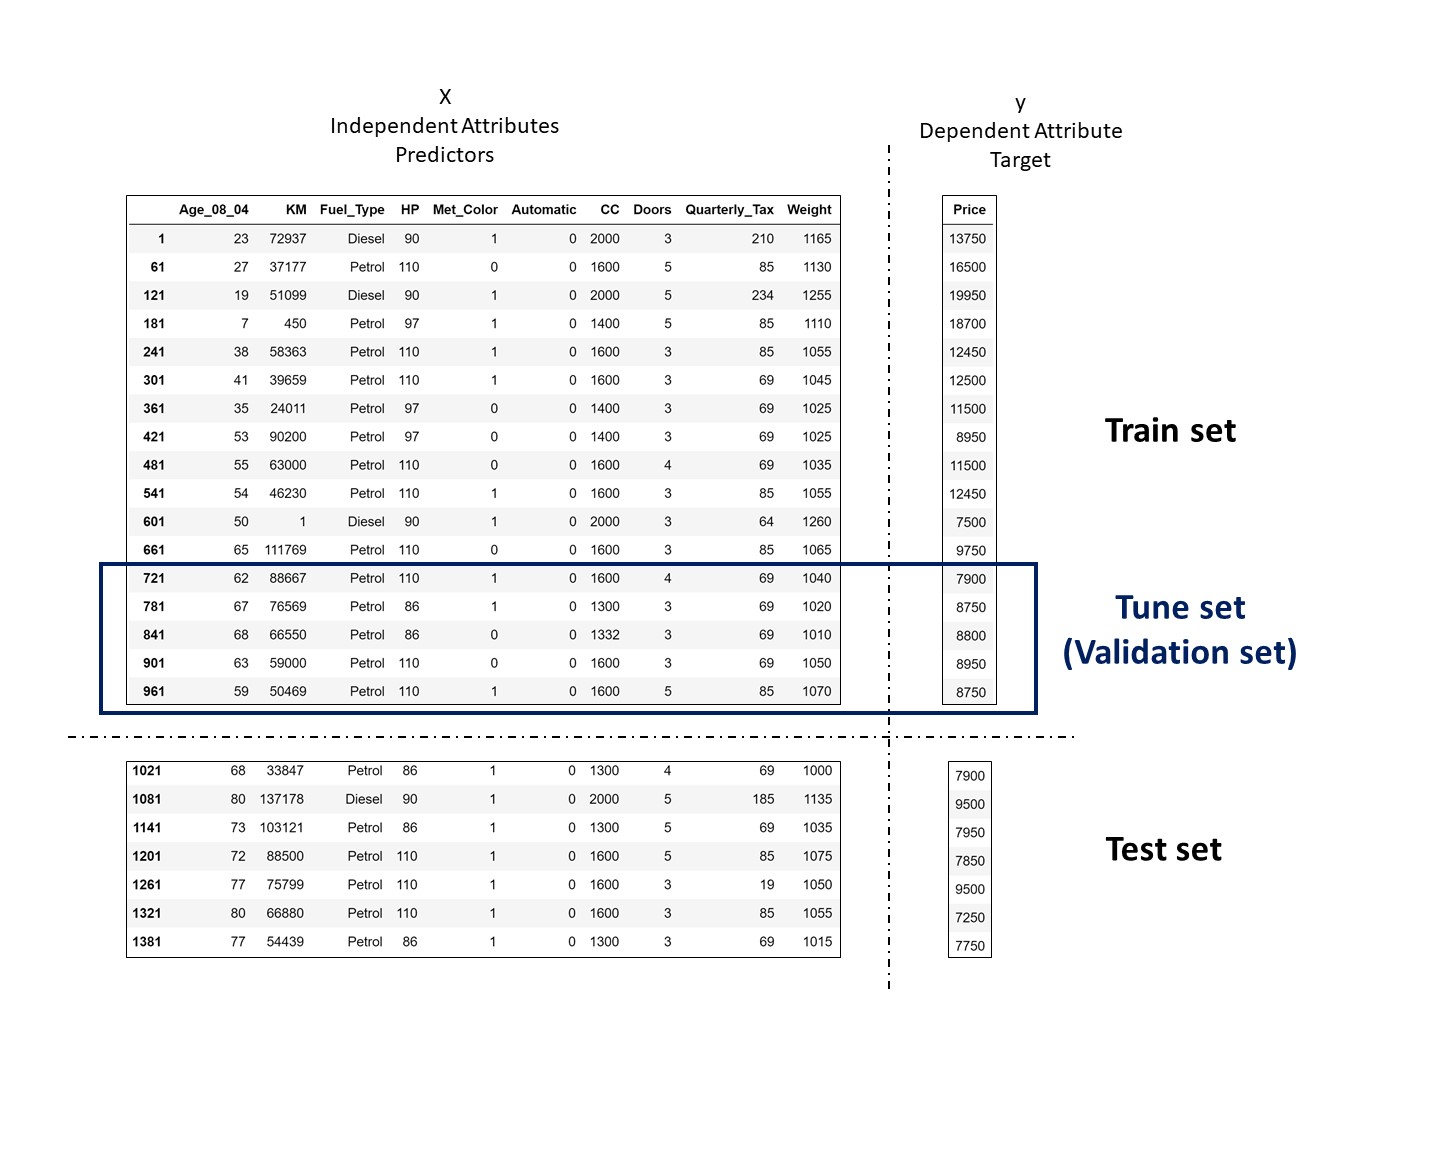 X
Independent Attributes
Predictors
y
Dependent Attribute
Target
Age_08_04 KM Fuel_Type HP Met_Color Automatic CC Doors Quarterly_Tax Weight Price
1 23 72937 Diesel 90 1 0 2000 3 210 1165 13750
61 27 37177 Petrol 110 0 0 1600 5 85 1130 16500
121 19 51099 Diesel 90 1 0 2000 5 234 1255 19950
181 7 450 Petrol 97 1 0 1400 5 85 1110 18700
241 38 58363 Petrol 110 1 0 1600 3 85 1055 12450
301 41 39659 Petrol 110 1 0 1600 3 69 1045 12500
361 35 24011 Petrol 97 0 0 1400 3 69 1025 11500
421 53 90200 Petrol 97 0 0 1400 3 69 1025 8950
481 55 63000 Petrol 110 0 0 1600 4 69 1035 11500
541 54 46230 Petrol 110 1 0 1600 3 85 1055 12450
601 50 1 Diesel 90 1 0 2000 3 64 1260 7500
661 65 111769 Petrol 110 0 0 1600 3 85 1065 9750
Train set
721 62 88667 Petrol 110 1 0 1600 4 69 1040 7900
781 67 76569 Petrol 86 1 0 1300 3 69 1020 8750
841 68 66550 Petrol 86 0 0 1332 3 69 1010 8800
901 63 59000 Petrol 110 0 0 1600 3 69 1050 8950
961 59 50469 Petrol 110 1 0 1600 5 85 1070 8750
Tune set
(Validation set)
1021 68 33847 Petrol 86 1 0 1300 4 69 1000 7900
1081 80 137178 Diesel 90 1 0 2000 5 185 1135 9500
1141 73 103121 Petrol 86 1 0 1300 5 69 1035 7950
1201 72 88500 Petrol 110 1 0 1600 5 85 1075 7850
1261 77 75799 Petrol 110 1 0 1600 3 19 1050 9500
1321 80 66880 Petrol 110 1 0 1600 3 85 1055 7250
1381 77 54439 Petrol 86 1 0 1300 3 69 1015 7750
Test set